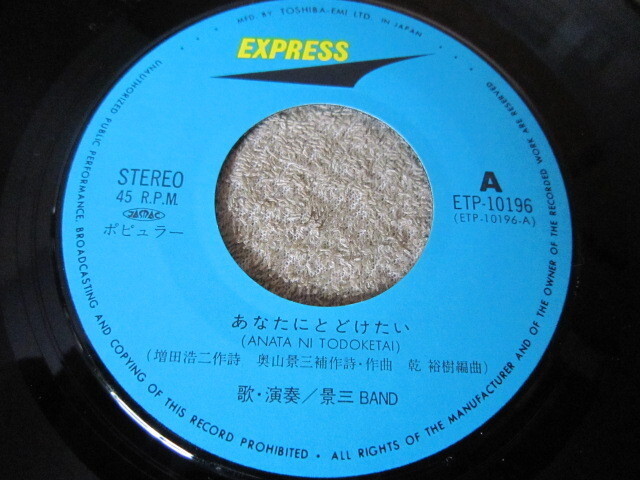 MFD. BY TOSHIBA-EMI LTD. IN JAPAN
EXPRESS
STEREO
45 R.P.M.
JASRAC
ポピュラー
A
ETP-10196
(ETP-10196-A)
あなたにとどけたい
(ANATA NI TODOKETAI)
(増田浩二作詩 奥山景三補作詩・作曲 乾 裕樹編曲)
歌・演奏/景三 BAND
UNAUTHORIZED PUBLIC PERFORMANCE, BROADCASTING AND COPYING OF THIS RECORD PROHIBITED • ALL RIGHTS OF THE MANUFACTURER AND OF THE OWNER OF THE RECORDED WORK ARE RESERVED